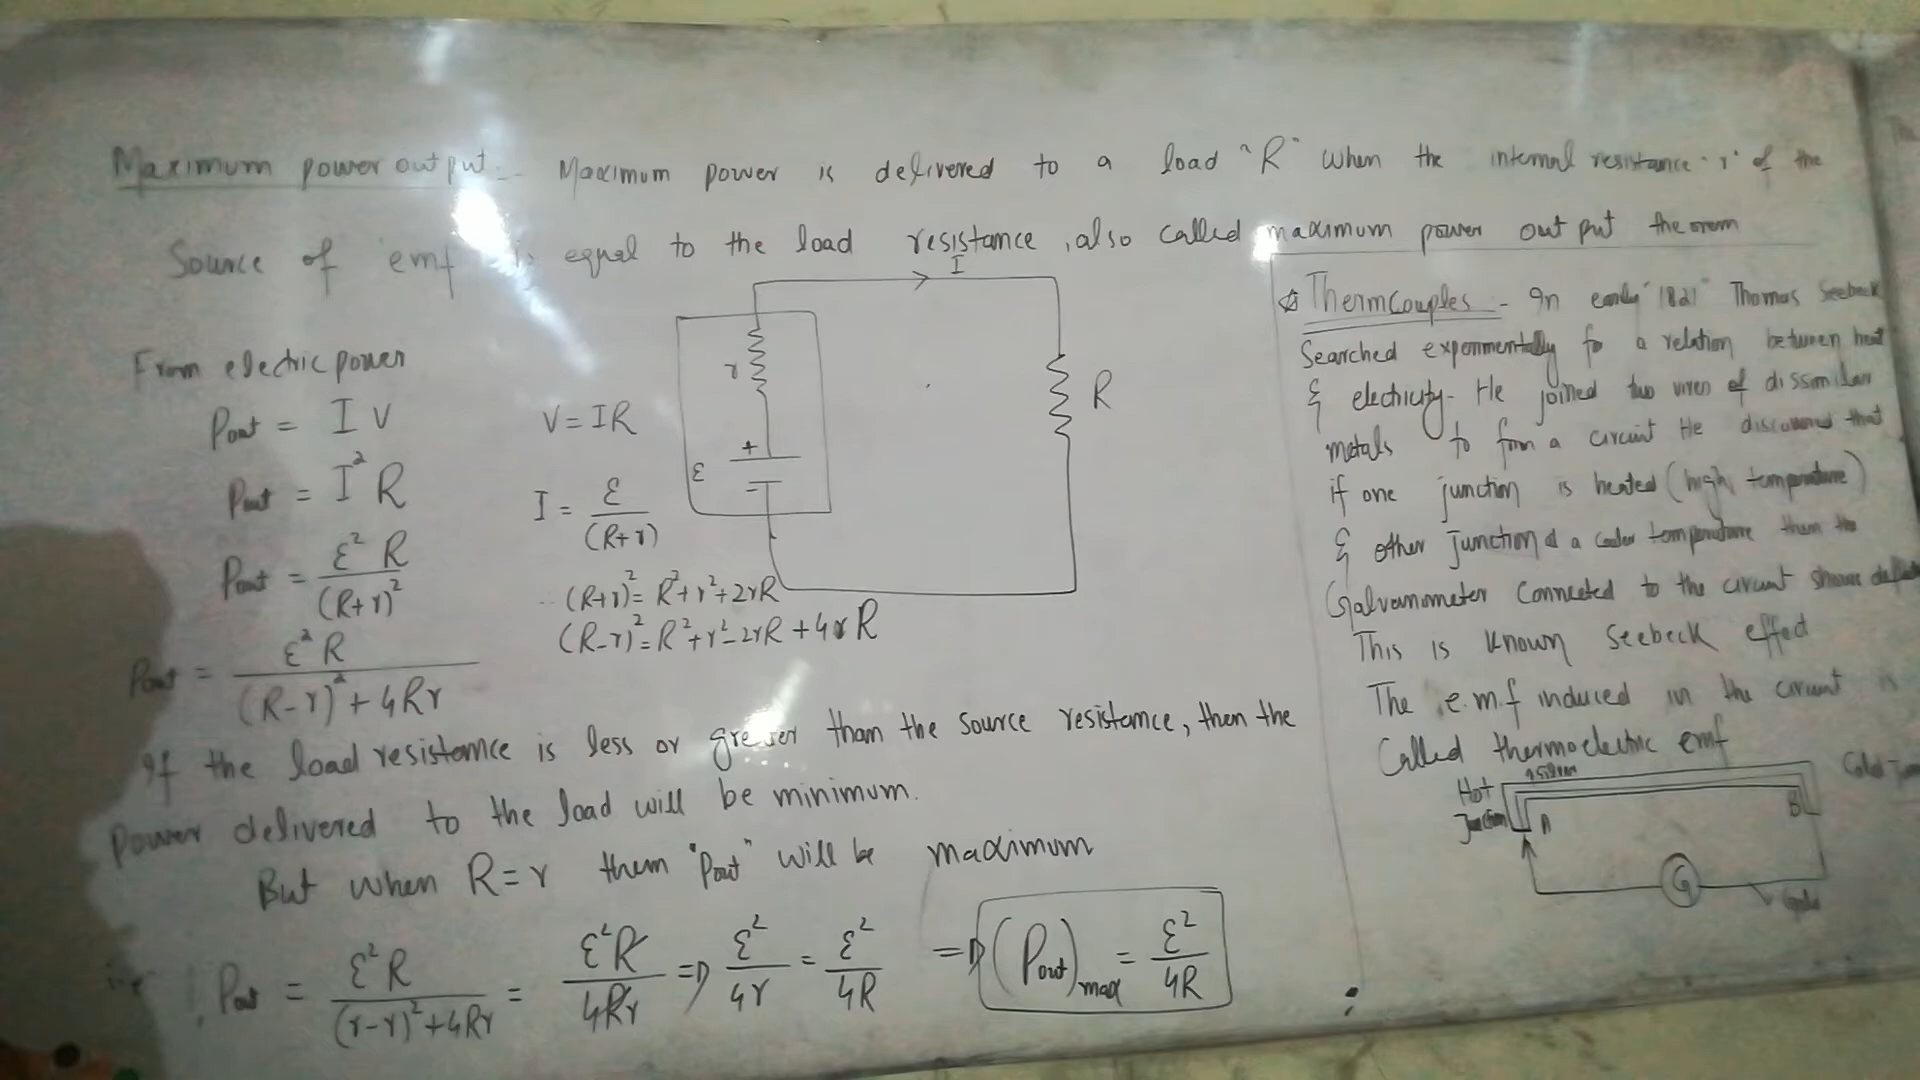 Maximum power output:- Maximum power is delivered to a load "R" when the internal resistance 'r' of the
Source of emf is equal to the load resistance, also called maximum power out put theorem
From electric power
Pout = I V
V = IR
Pout = I² R
I = ε / (R+r)
Pout = ε² R / (R+r)²
(R+r)² = R²+r²+2rR
(R-r)² = R²+r²-2rR + 4rR
Pout = ε² R / (R-r)² + 4Rr
I
r
+
-
ε
R
If the load resistance is less or greater than the source resistance, then the
power delivered to the load will be minimum.
But when R=r them "Pout" will be maximum
Pout = ε² R / (r-r)²+4Rr = ε²R / 4Rr => ε² / 4r = ε² / 4R => (Pout)max = ε² / 4R
Thermcouples - In early "1821" Thomas Seebeck
Searched expermentally for a relation between heat
& electricity. He joined two wires of dissimilar
metals to form a circuit He discovered that
if one junction is heated (high temperature)
& other junction at a cooler temperature then the
Galvanometer Connected to the circuit shows
This is known Seebeck effect
The e.m.f induced in the circuit is
Called thermoelectric emf
Hot
Junction
A
B
Cold
G